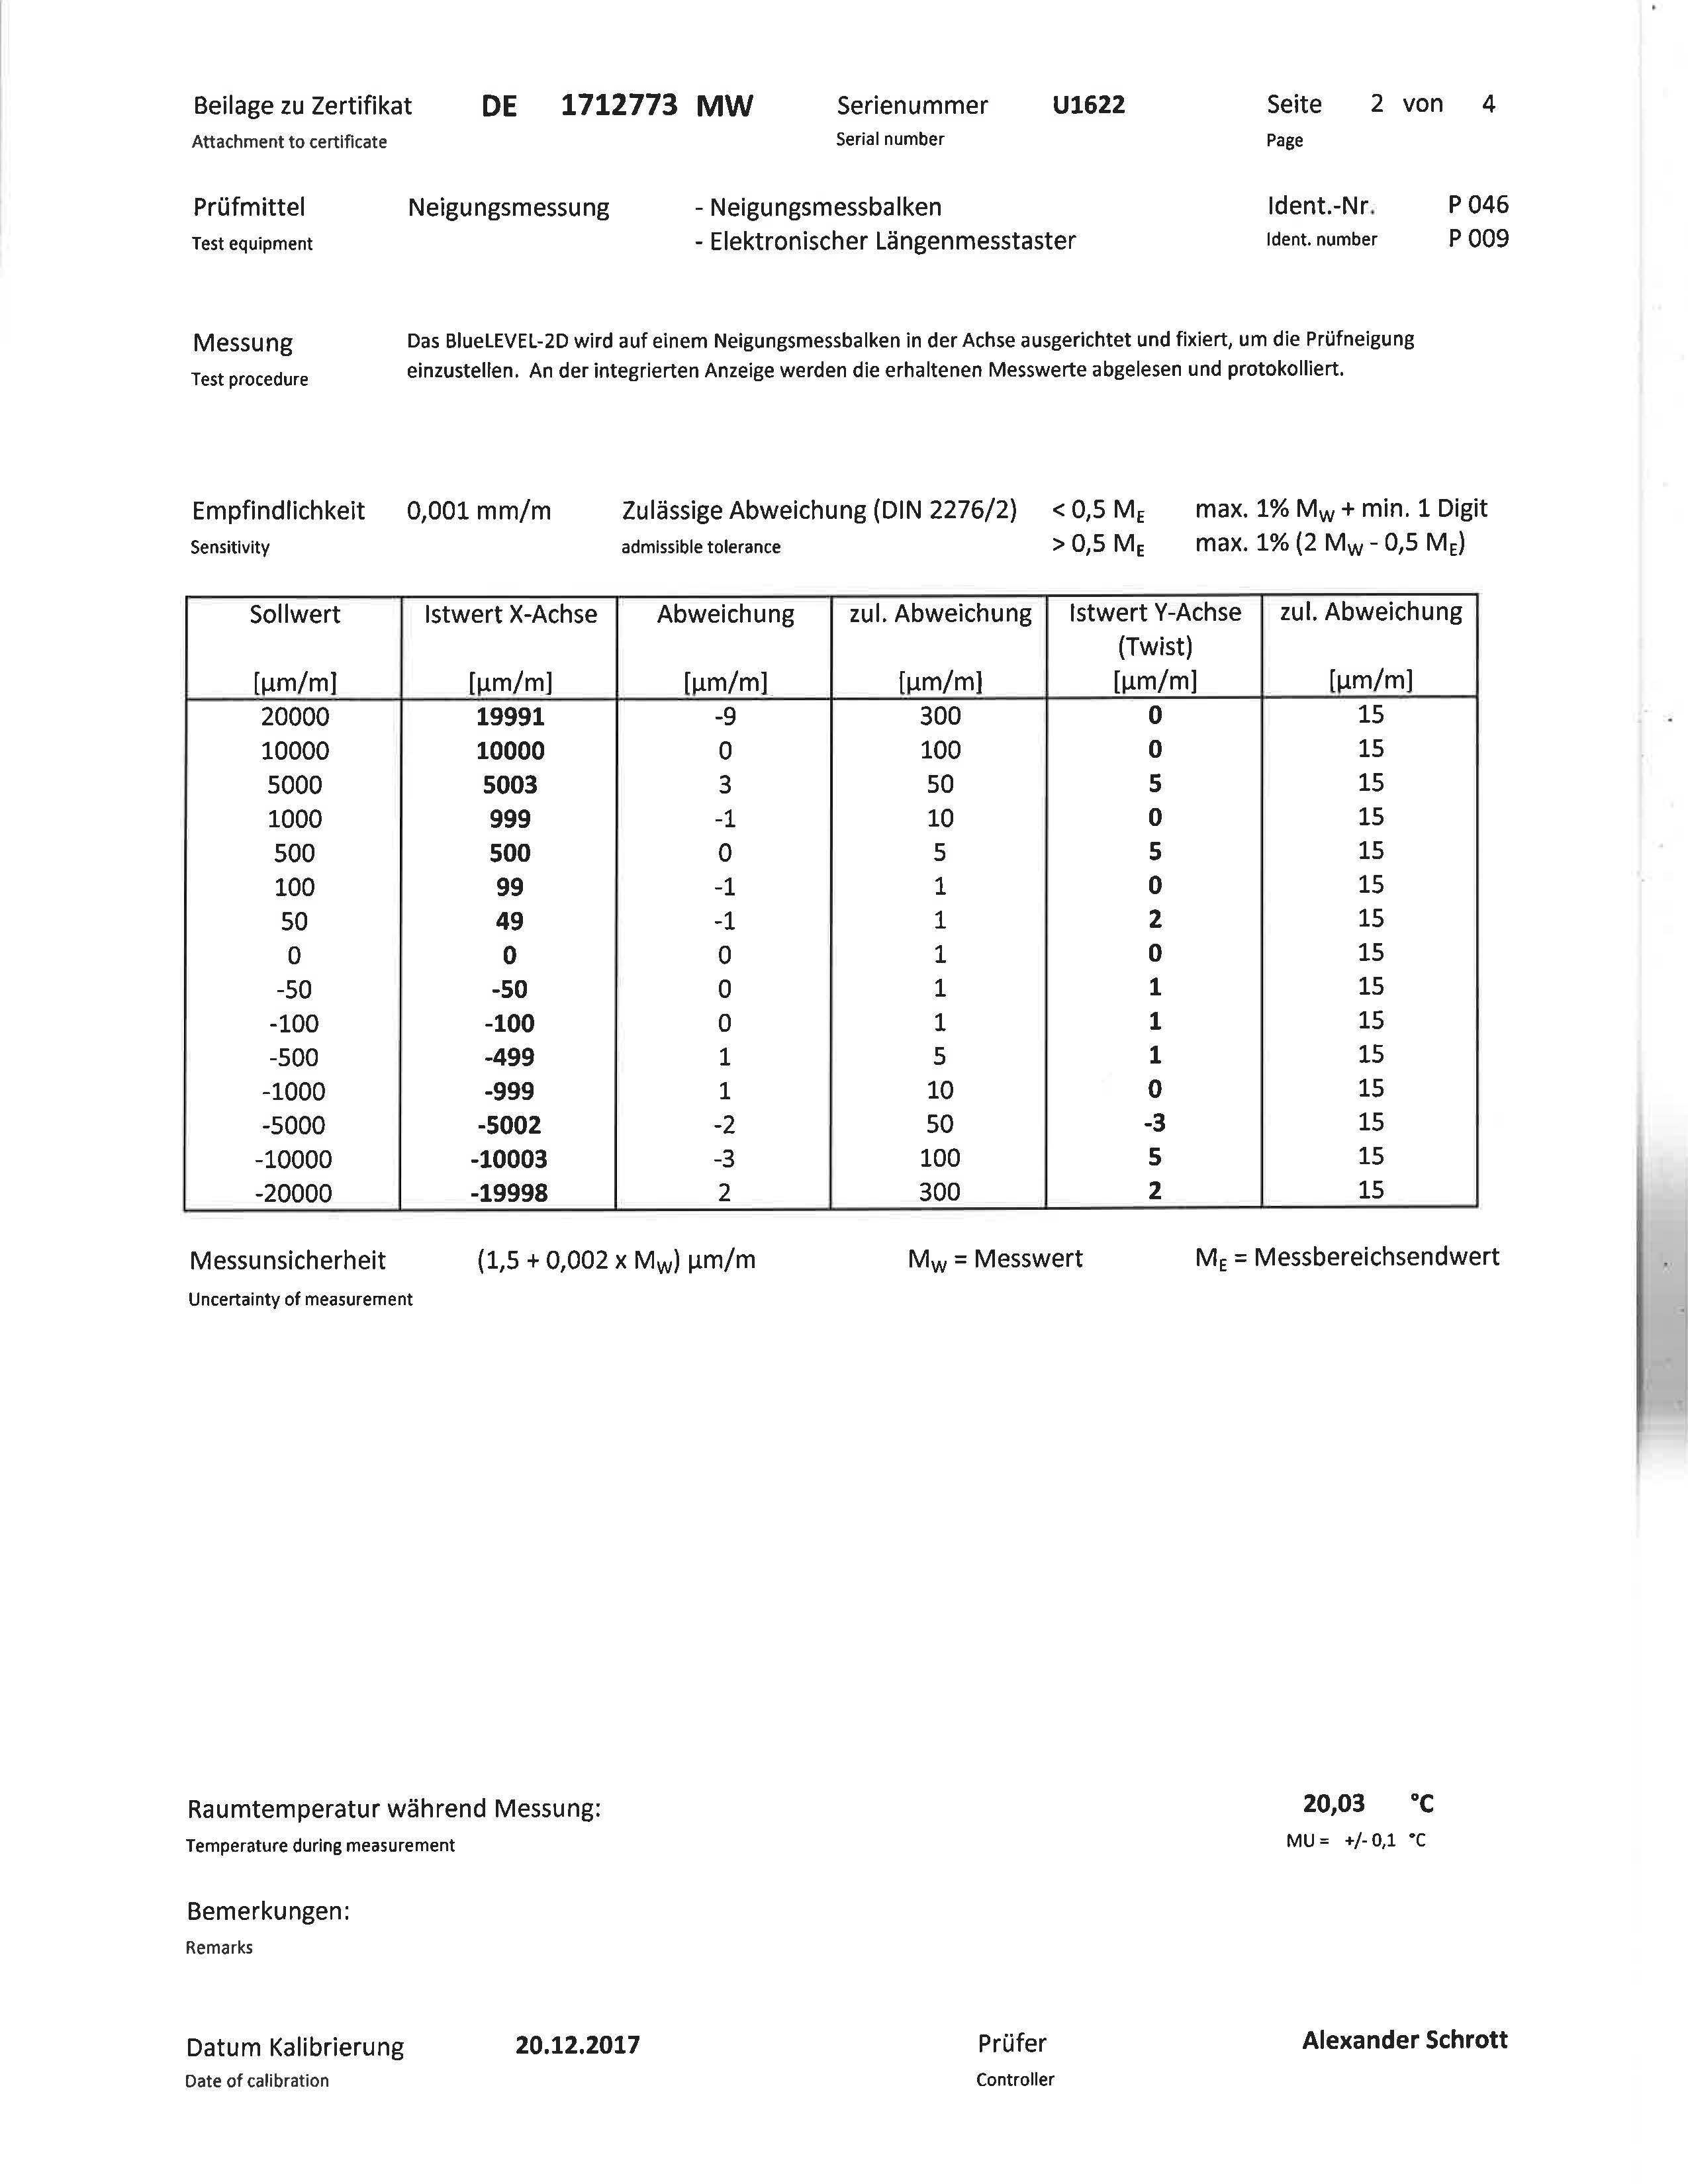 Beilage zu Zertifikat DE 1712773 MW Serienummer U1622 Seite 2 von 4
Attachment to certificate Serial number Page
Prüfmittel Neigungsmessung - Neigungsmessbalken Ident.-Nr. P 046
Test equipment - Elektronischer Längenmesstaster Ident. number P 009
Messung Das BlueLEVEL-2D wird auf einem Neigungsmessbalken in der Achse ausgerichtet und fixiert, um die Prüfneigung
Test procedure einzustellen. An der integrierten Anzeige werden die erhaltenen Messwerte abgelesen und protokolliert.
Empfindlichkeit 0,001 mm/m Zulässige Abweichung (DIN 2276/2) < 0,5 ME max. 1% MW + min. 1 Digit
Sensitivity admissible tolerance > 0,5 ME max. 1% (2 MW - 0,5 ME)
Sollwert Istwert X-Achse Abweichung zul. Abweichung Istwert Y-Achse zul. Abweichung
(Twist)
[µm/m] [µm/m] [µm/m] [µm/m] [µm/m] [µm/m]
20000 19991 -9 300 0 15
10000 10000 0 100 0 15
5000 5003 3 50 5 15
1000 999 -1 10 0 15
500 500 0 5 5 15
100 99 -1 1 0 15
50 49 -1 1 2 15
0 0 0 1 0 15
-50 -50 0 1 1 15
-100 -100 0 1 1 15
-500 -499 1 5 1 15
-1000 -999 1 10 0 15
-5000 -5002 -2 50 -3 15
-10000 -10003 -3 100 5 15
-20000 -19998 2 300 2 15
Messunsicherheit (1,5 + 0,002 x MW) µm/m MW = Messwert ME = Messbereichsendwert
Uncertainty of measurement
Raumtemperatur während Messung: 20,03 °C
Temperature during measurement MU = +/- 0,1 °C
Bemerkungen:
Remarks
Datum Kalibrierung 20.12.2017 Prüfer Alexander Schrott
Date of calibration Controller